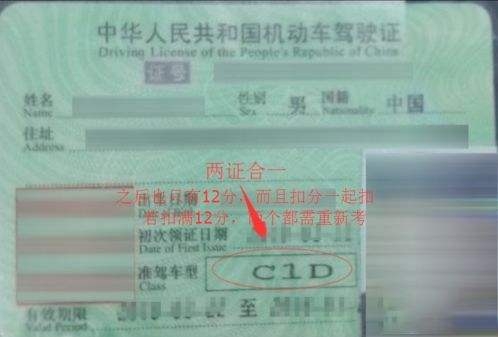 中华人民共和国机动车驾驶证
Driving License of the People's Republic of China
证号
姓名 性别 男 国籍 中国
Name Sex Nationality
住址
Address
两证合一
之后也只有12分，而且扣分一起扣
若扣满12分，两个都需重新考
初次领证日期
Date of First Issue
准驾车型 C1D
Class
有效期限 至
Valid Period